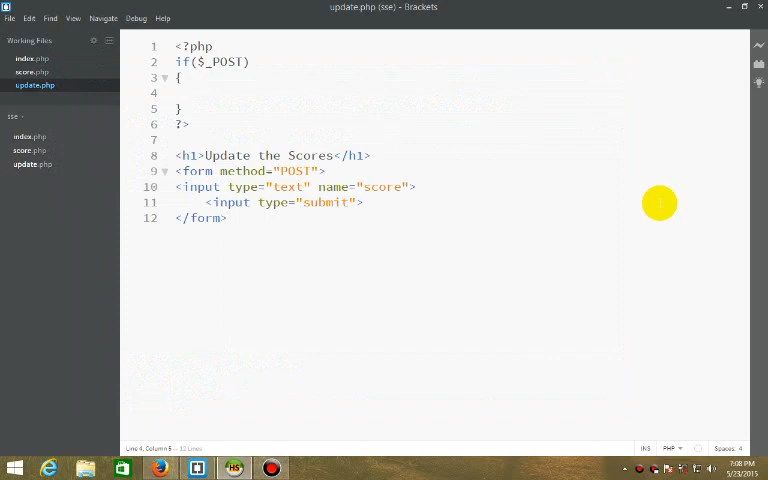 update.php (sse) - Brackets
File Edit Find View Navigate Debug Help
Working Files
index.php
score.php
update.php
sse
index.php
score.php
update.php
1 <?php
2 if($_POST)
3 {
4
5 }
6 ?>
7
8 <h1>Update the Scores</h1>
9 <form method="POST">
10 <input type="text" name="score">
11 <input type="submit">
12 </form>
Line 4, Column 5 — 12 Lines
INS PHP Spaces: 4
HS
7:08 PM
5/23/2015